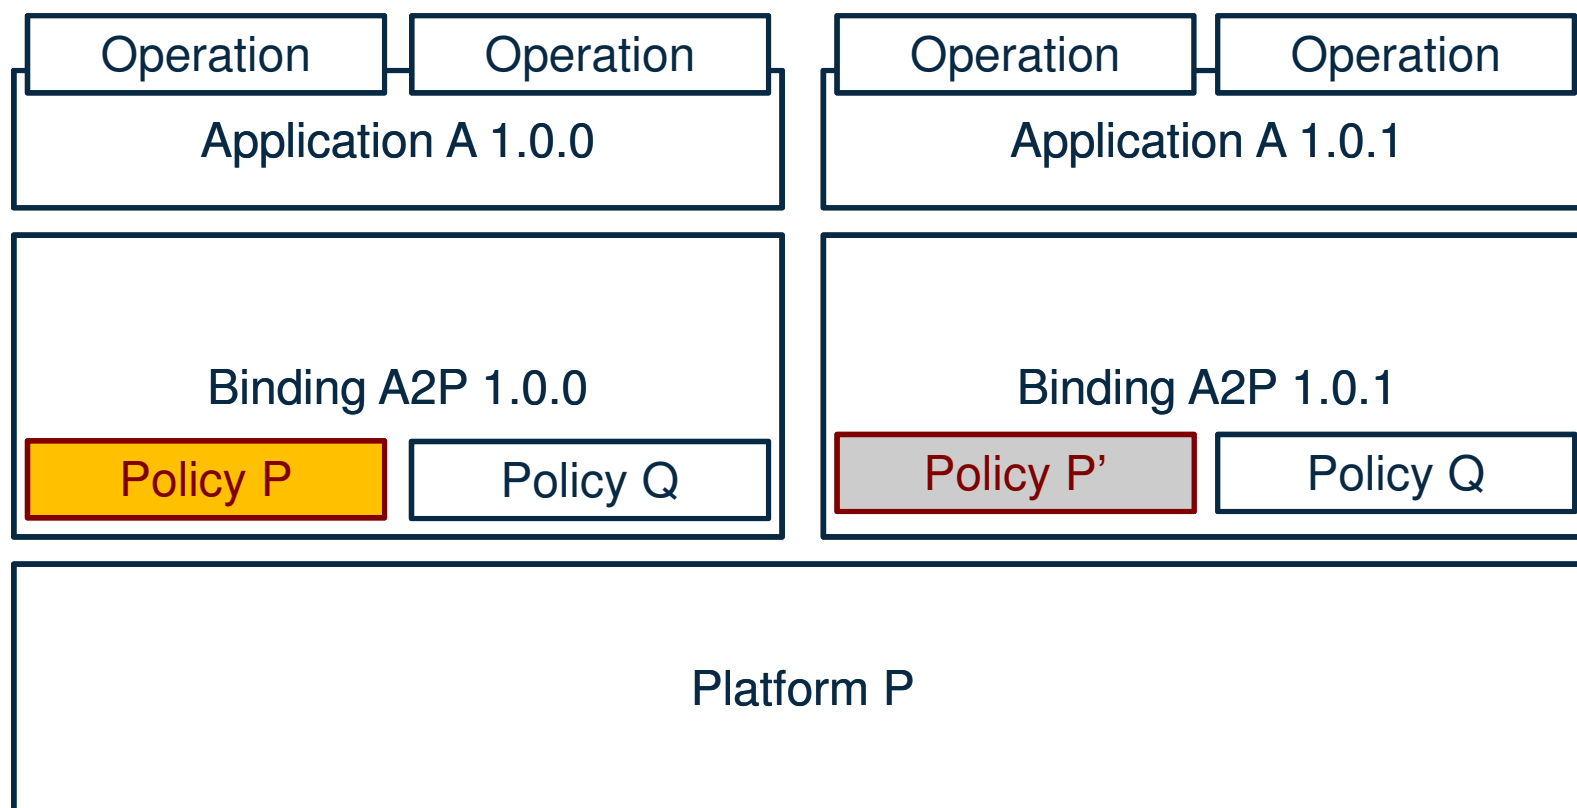 Operation
Operation
Application A 1.0.0
Binding A2P 1.0.0
Policy P
Policy Q
Operation
Operation
Application A 1.0.1
Binding A2P 1.0.1
Policy P’
Policy Q
Platform P